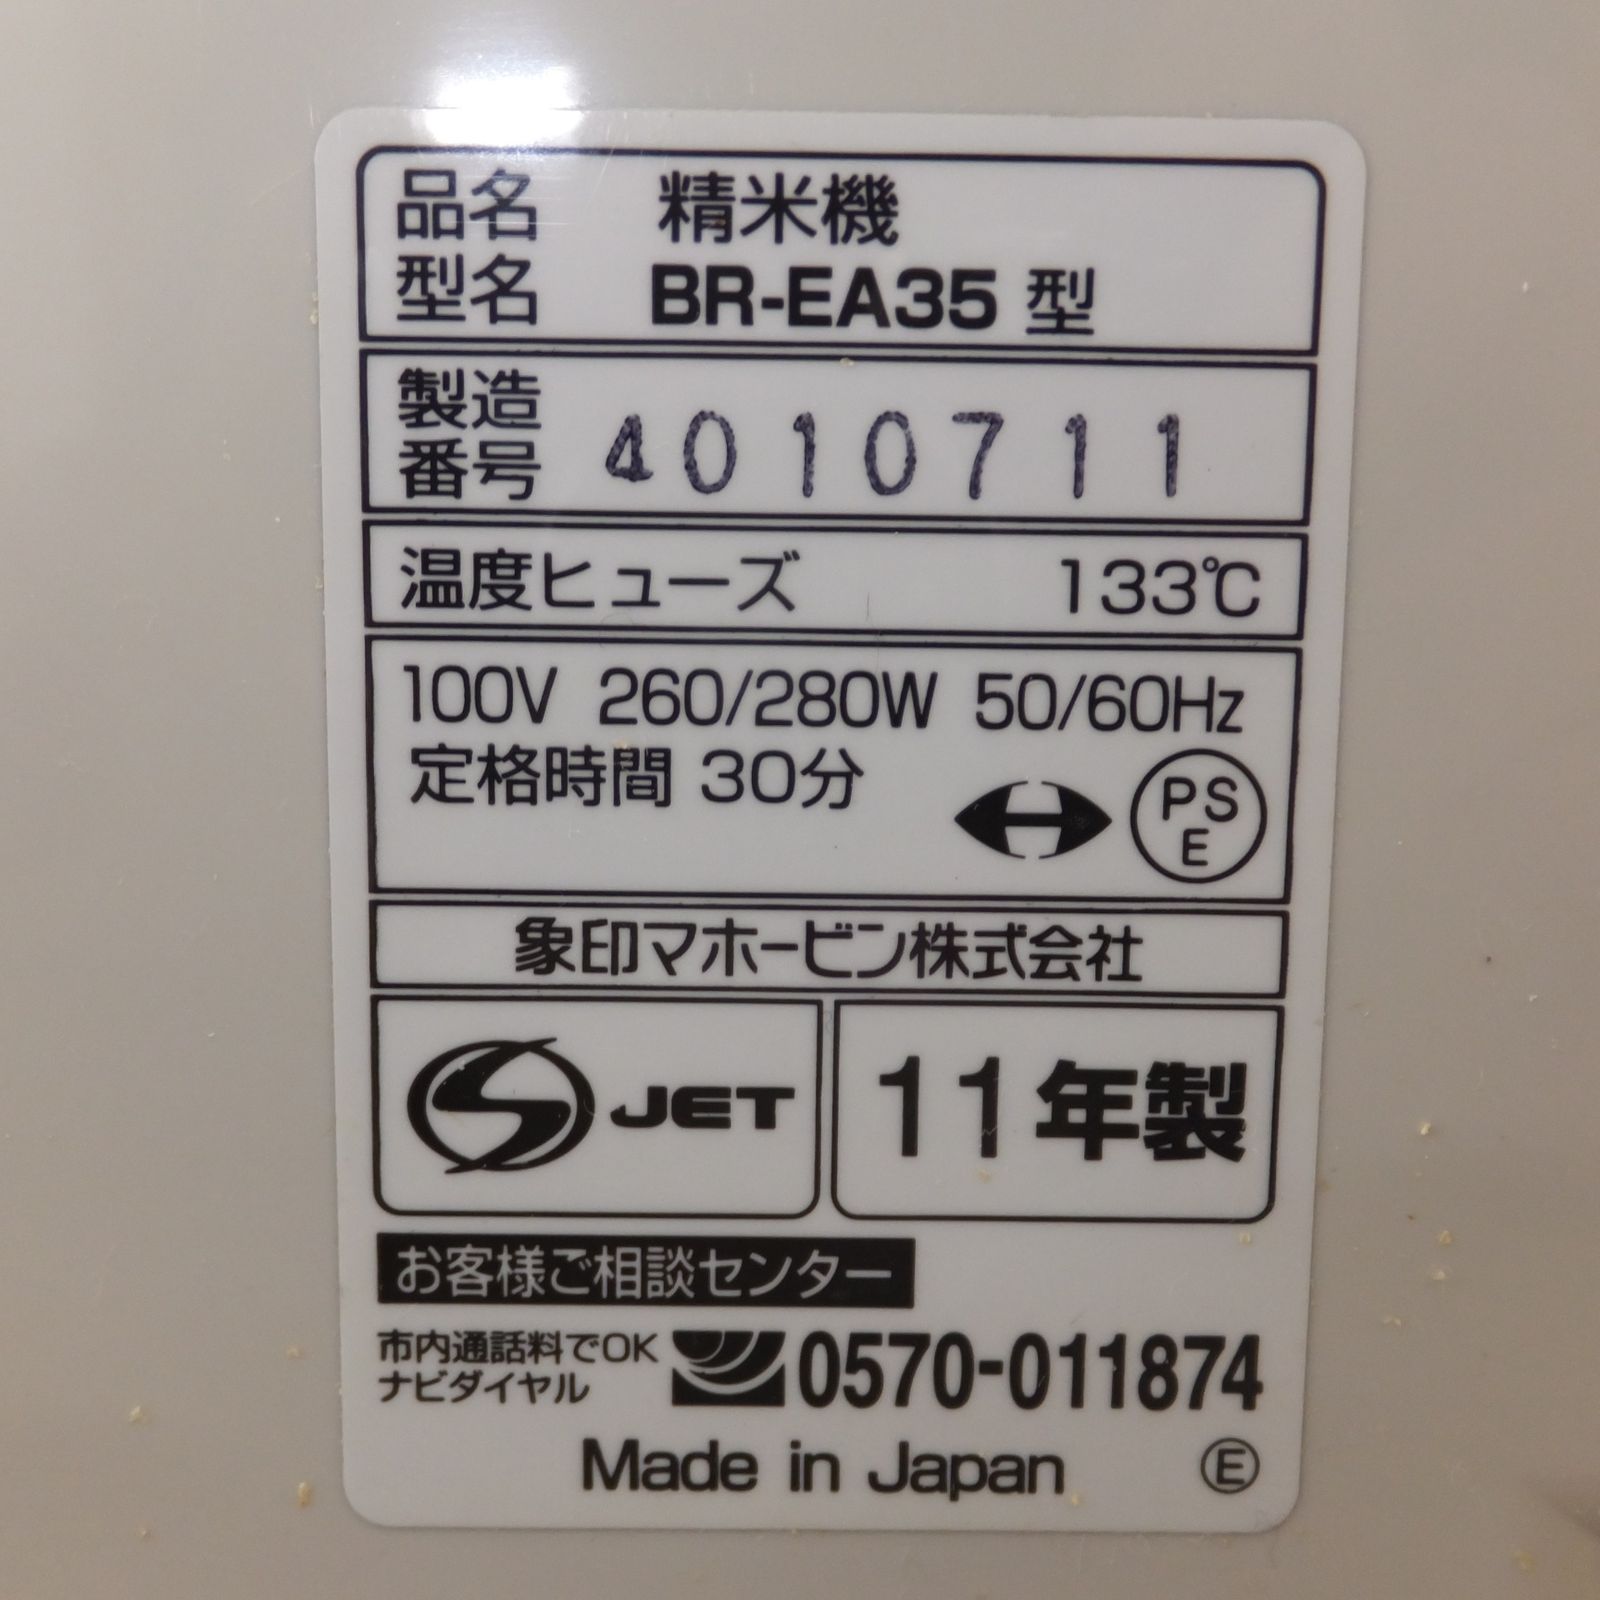 品名 精米機
型名 BR-EA35 型
製造
番号 4010711
温度ヒューズ 133℃
100V 260/280W 50/60Hz
定格時間 30分
PS
E
象印マホービン株式会社
S JET 11年製
お客様ご相談センター
市内通話料でOK
ナビダイヤル 0570-011874
Made in Japan Ⓔ